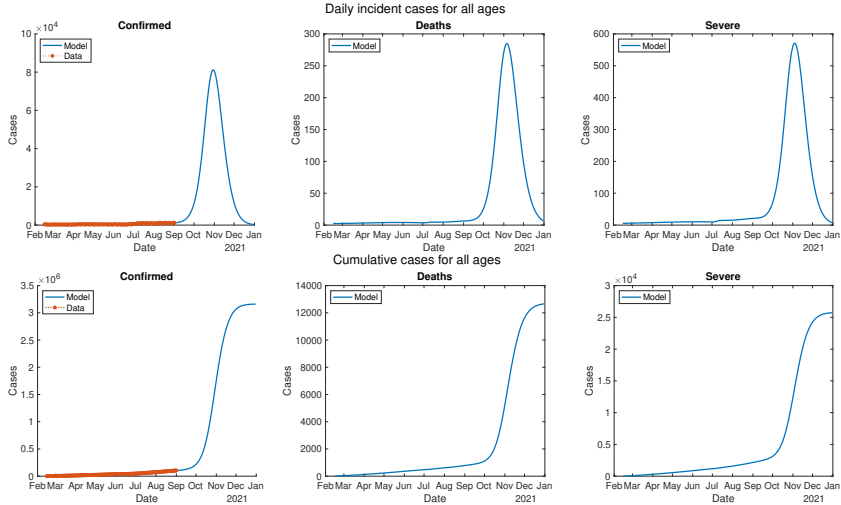 Daily incident cases for all ages
Confirmed
×10^4
Model
Data
10
8
6
4
2
0
Cases
Feb Mar Apr May Jun Jul Aug Sep Oct Nov Dec Jan
Date
2021
Deaths
Model
300
250
200
150
100
50
0
Cases
Feb Mar Apr May Jun Jul Aug Sep Oct Nov Dec Jan
Date
2021
Severe
Model
600
500
400
300
200
100
0
Cases
Feb Mar Apr May Jun Jul Aug Sep Oct Nov Dec Jan
Date
2021
Cumulative cases for all ages
Confirmed
×10^6
Model
Data
3.5
3
2.5
2
1.5
1
0.5
0
Cases
Feb Mar Apr May Jun Jul Aug Sep Oct Nov Dec Jan
Date
2021
Deaths
Model
14000
12000
10000
8000
6000
4000
2000
0
Cases
Feb Mar Apr May Jun Jul Aug Sep Oct Nov Dec Jan
Date
2021
Severe
×10^4
Model
3
2.5
2
1.5
1
0.5
0
Cases
Feb Mar Apr May Jun Jul Aug Sep Oct Nov Dec Jan
Date
2021